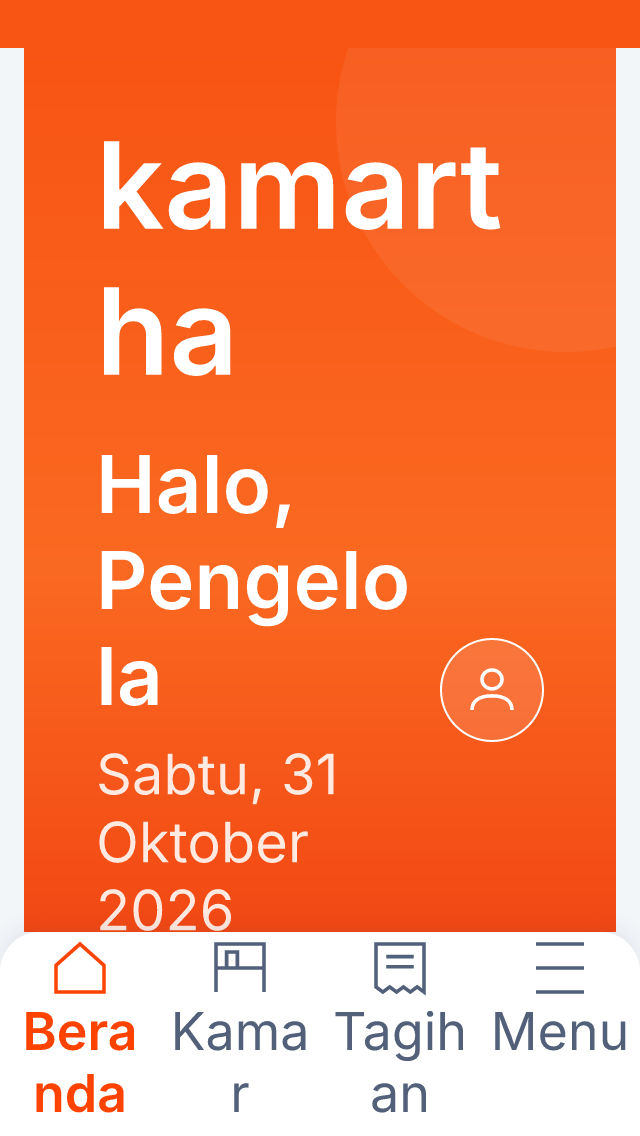 kamart
ha
Halo,
Pengelo
la
Sabtu, 31
Oktober
2026
Bera
nda
Kama
r
Tagih
an
Menu